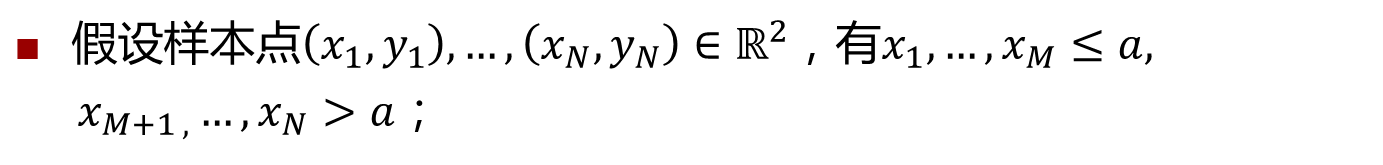 ▪ 假设样本点(x₁, y₁), … , (x_N, y_N) ∈ ℝ²，有x₁, … , x_M ≤ a,
x_{M+1 ,} … , x_N > a；